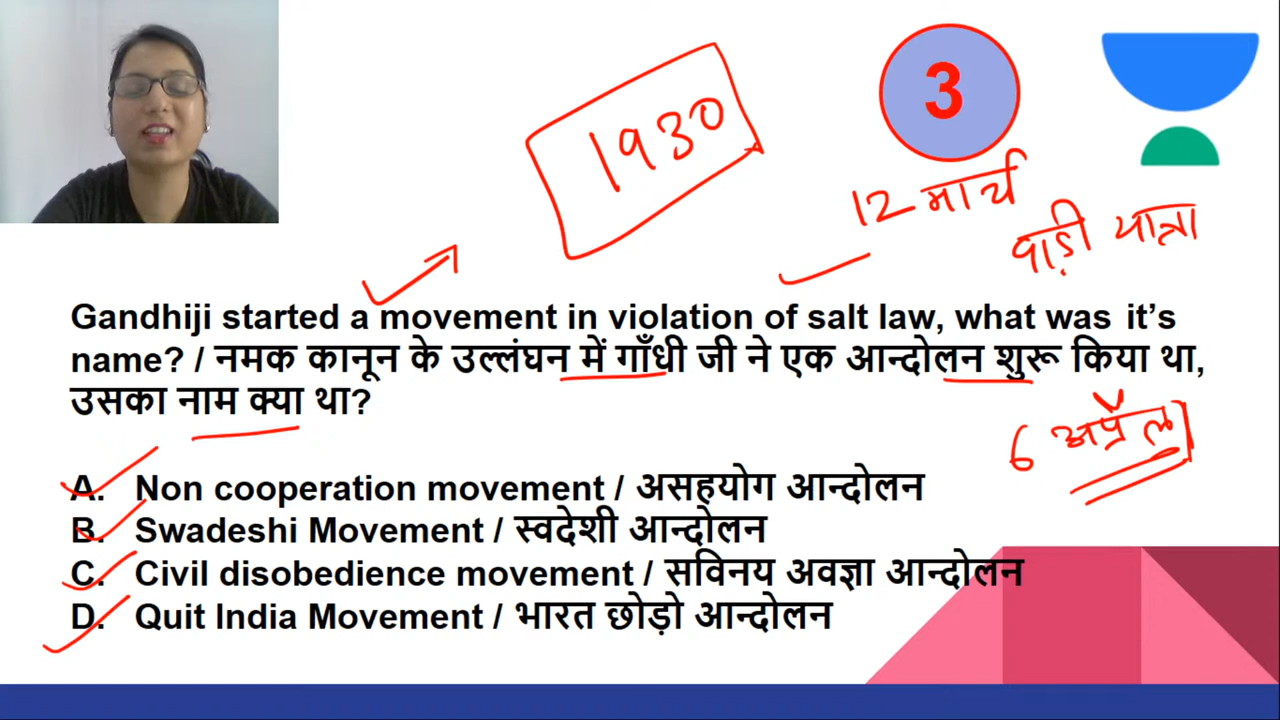 1930
3
12 मार्च
दाड़ी यात्रा
Gandhiji started a movement in violation of salt law, what was it's
name? / नमक कानून के उल्लंघन में गाँधी जी ने एक आन्दोलन शुरू किया था,
उसका नाम क्या था?
6 अप्रैल
A. Non cooperation movement / असहयोग आन्दोलन
B. Swadeshi Movement / स्वदेशी आन्दोलन
C. Civil disobedience movement / सविनय अवज्ञा आन्दोलन
D. Quit India Movement / भारत छोड़ो आन्दोलन